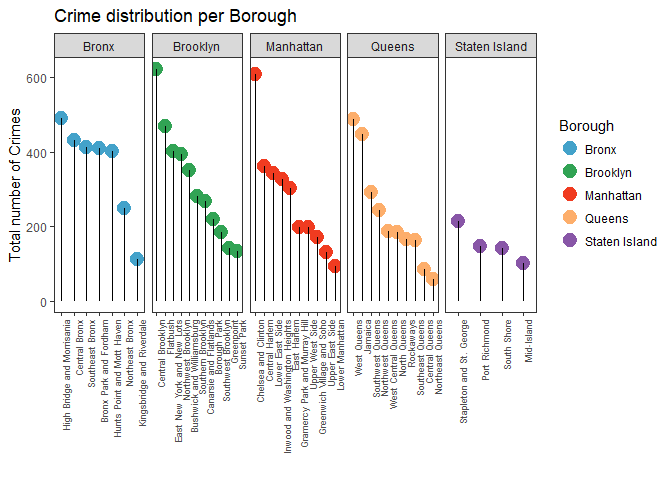 Crime distribution per Borough
Bronx
Brooklyn
Manhattan
Queens
Staten Island
Total number of Crimes
600
400
200
0
High Bridge and Morrisania
Central Bronx
Southeast Bronx
Bronx Park and Fordham
Hunts Point and Mott Haven
Northeast Bronx
Kingsbridge and Riverdale
Central Brooklyn
Flatbush
East New York and New Lots
Northwest Brooklyn
Bushwick and Williamsburg
Southern Brooklyn
Canarsie and Flatlands
Borough Park
Southwest Brooklyn
Greenpoint
Sunset Park
Chelsea and Clinton
Central Harlem
Lower East Side
Inwood and Washington Heights
East Harlem
Gramercy Park and Murray Hill
Upper West Side
Greenwich Village and Soho
Upper East Side
Lower Manhattan
West Queens
Jamaica
Southwest Queens
Northwest Queens
West Central Queens
North Queens
Rockaways
Southeast Queens
Central Queens
Northeast Queens
Stapleton and St. George
Port Richmond
South Shore
Mid-Island
Borough
Bronx
Brooklyn
Manhattan
Queens
Staten Island